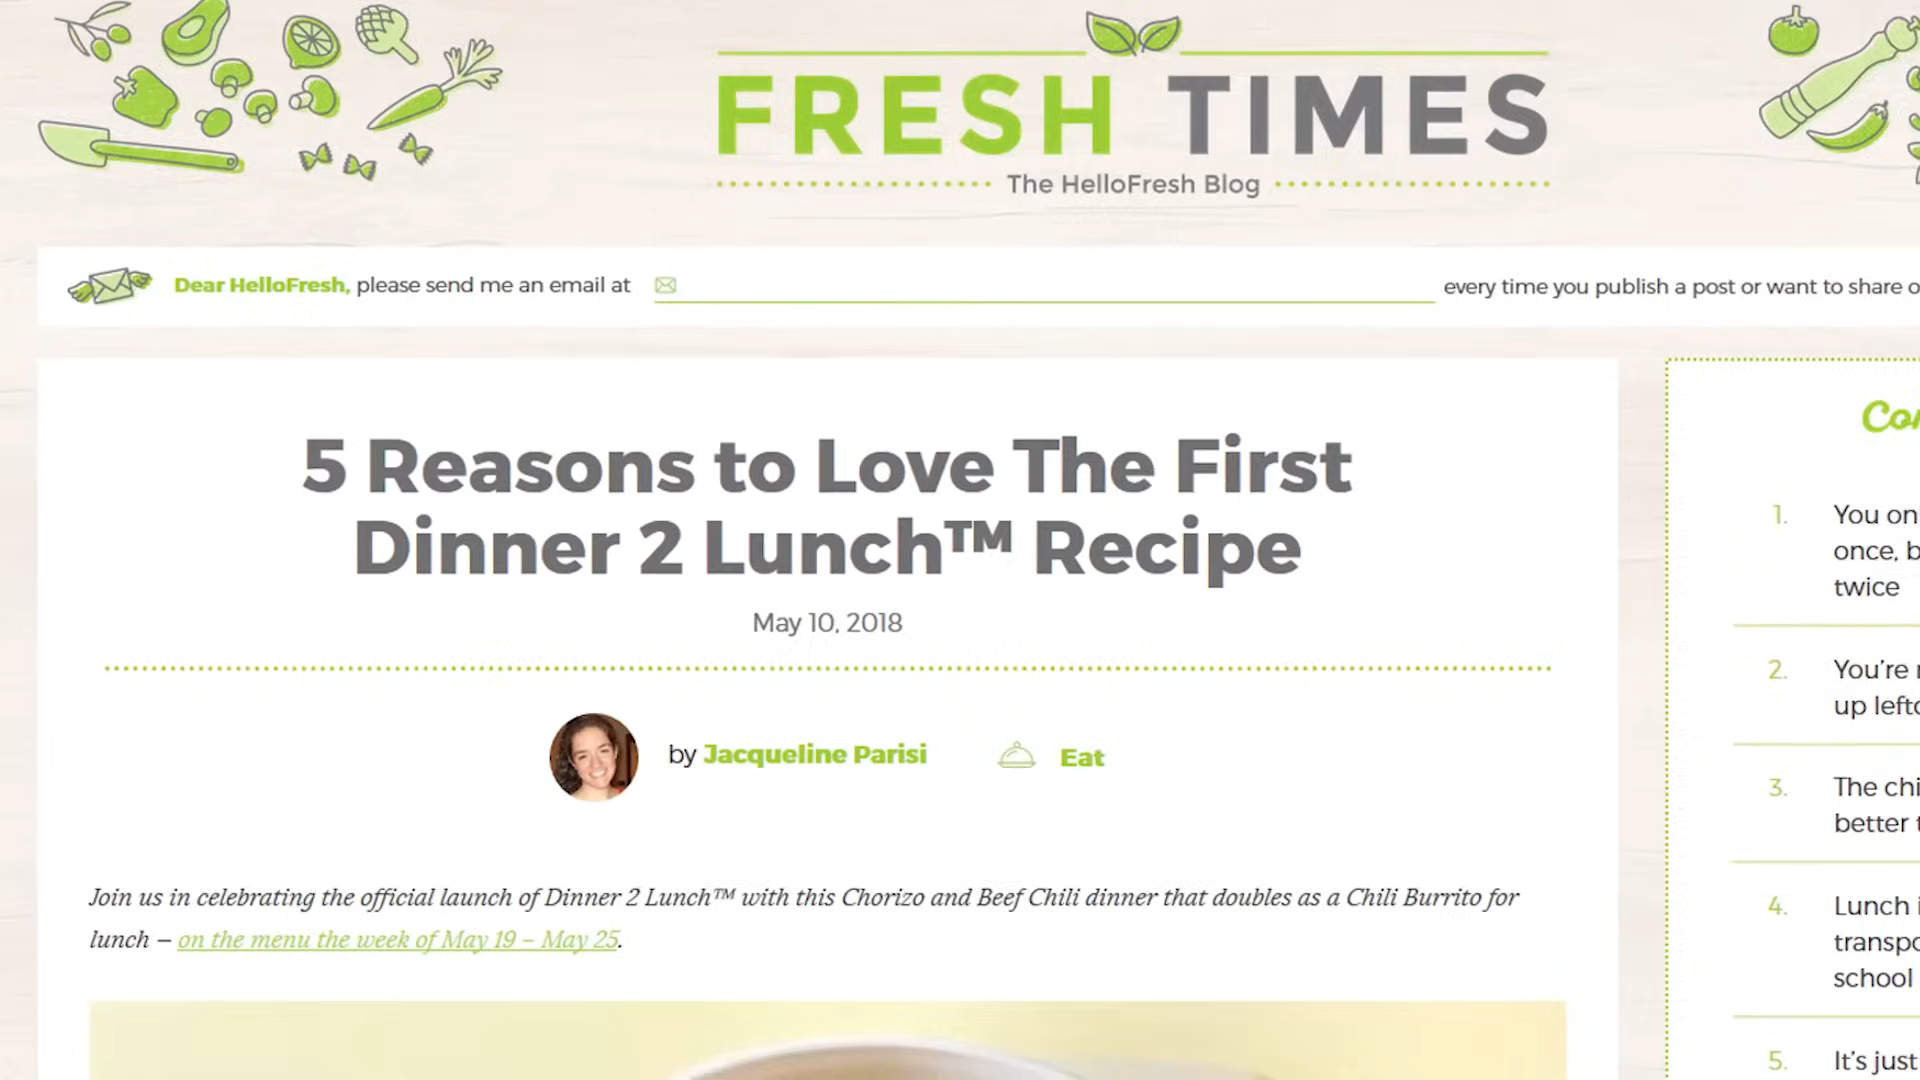 FRESH TIMES
The HelloFresh Blog
Dear HelloFresh, please send me an email at
every time you publish a post or want to share
5 Reasons to Love The First
Dinner 2 Lunch™ Recipe
May 10, 2018
by Jacqueline Parisi
Eat
Join us in celebrating the official launch of Dinner 2 Lunch™ with this Chorizo and Beef Chili dinner that doubles as a Chili Burrito for
lunch – on the menu the week of May 19 – May 25.
1. You on
once,
twice
2. You're
up
3. The
better
4. Lunch
school
5. It's just